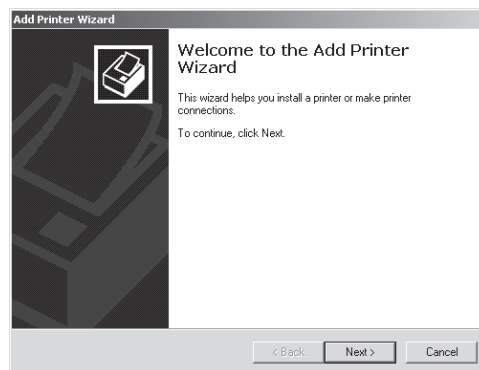 Add Printer Wizard
Welcome to the Add Printer
Wizard
This wizard helps you install a printer or make printer
connections.
To continue, click Next.
< Back
Next >
Cancel